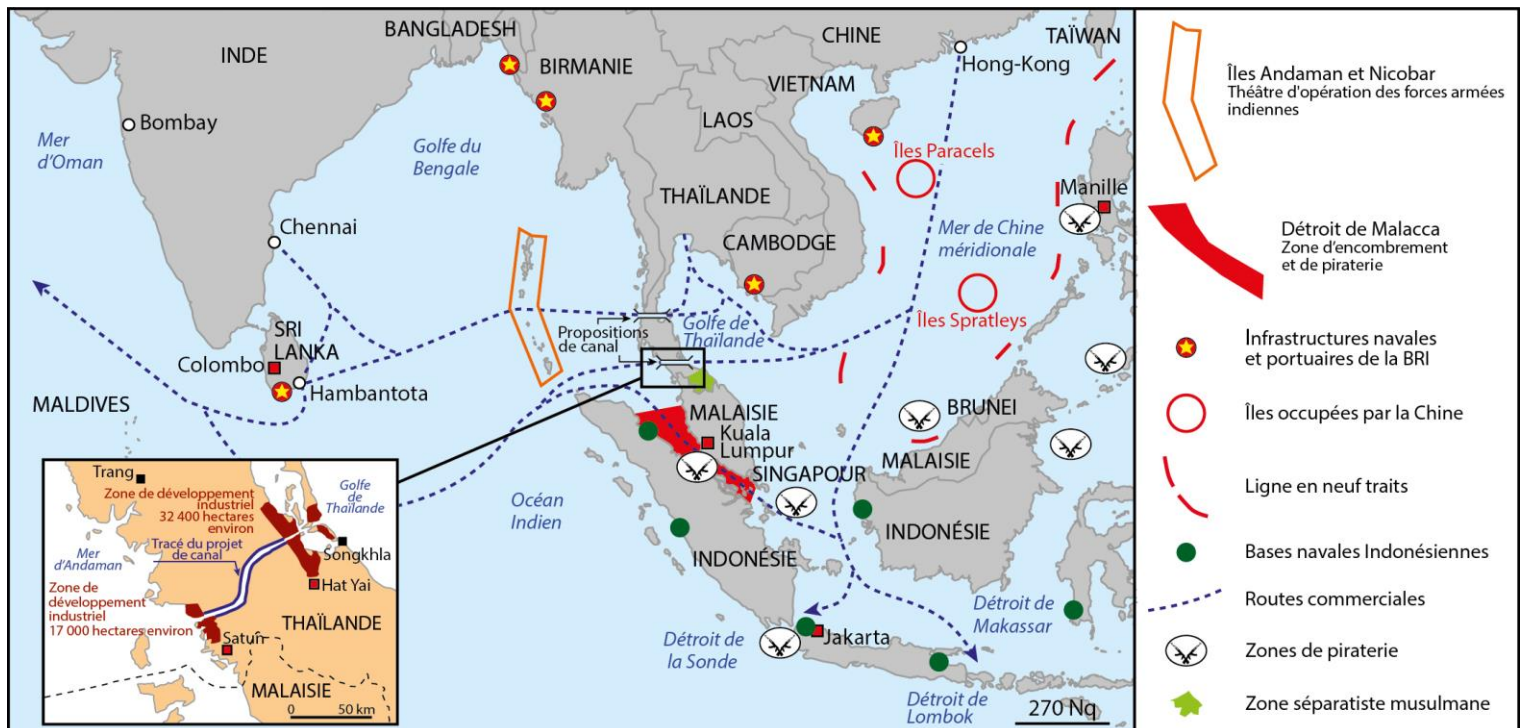 BANGLADESH
CHINE
TAÏWAN
INDE
BIRMANIE
Hong-Kong
VIETNAM
Bombay
LAOS
Mer
d'Oman
Golfe du
Bengale
Îles Paracels
THAÏLANDE
Manille
Chennai
CAMBODGE
Mer de Chine
méridionale
SRI
LANKA
Propositions
de canal
Golfe de
Thaïlande
Îles Spratleys
Colombo
Hambantota
MALDIVES
MALAISIE
BRUNEI
Kuala
Lumpur
MALAISIE
SINGAPOUR
Océan
Indien
INDONÉSIE
INDONÉSIE
Détroit de
Makassar
Détroit de
la Sonde
Jakarta
Détroit de
Lombok
270 Nq
Trang
Zone de développement
industriel
32 400 hectares
environ
Golfe
de
Thaïlande
Tracé du projet
de canal
Songkhla
Mer
d'Andaman
Hat Yai
Zone de
développement
industriel
17 000 hectares environ
THAÏLANDE
Satuîn
MALAISIE
0 50 km
Îles Andaman et Nicobar
Théâtre d'opération des forces armées
indiennes
Détroit de Malacca
Zone d'encombrement
et de piraterie
Infrastructures navales
et portuaires de la BRI
Îles occupées par la Chine
Ligne en neuf traits
Bases navales Indonésiennes
Routes commerciales
Zones de piraterie
Zone séparatiste musulmane